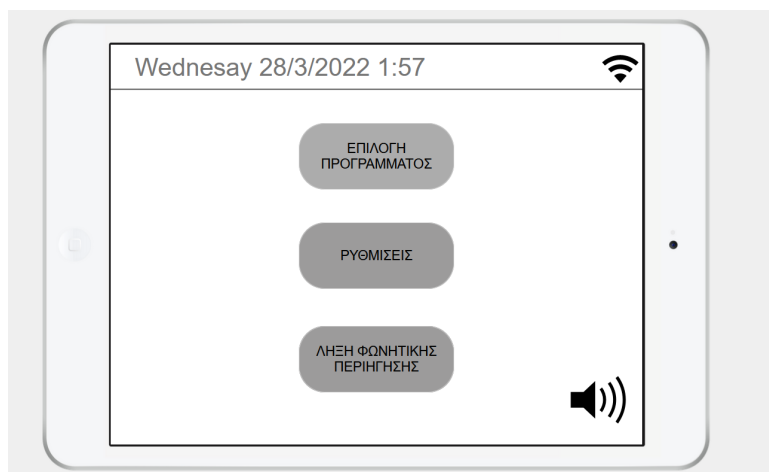 Wednesay 28/3/2022 1:57
ΕΠΙΛΟΓΗ
ΠΡΟΓΡΑΜΜΑΤΟΣ
ΡΥΘΜΙΣΕΙΣ
ΛΗΞΗ ΦΩΝΗΤΙΚΗΣ
ΠΕΡΙΗΓΗΣΗΣ